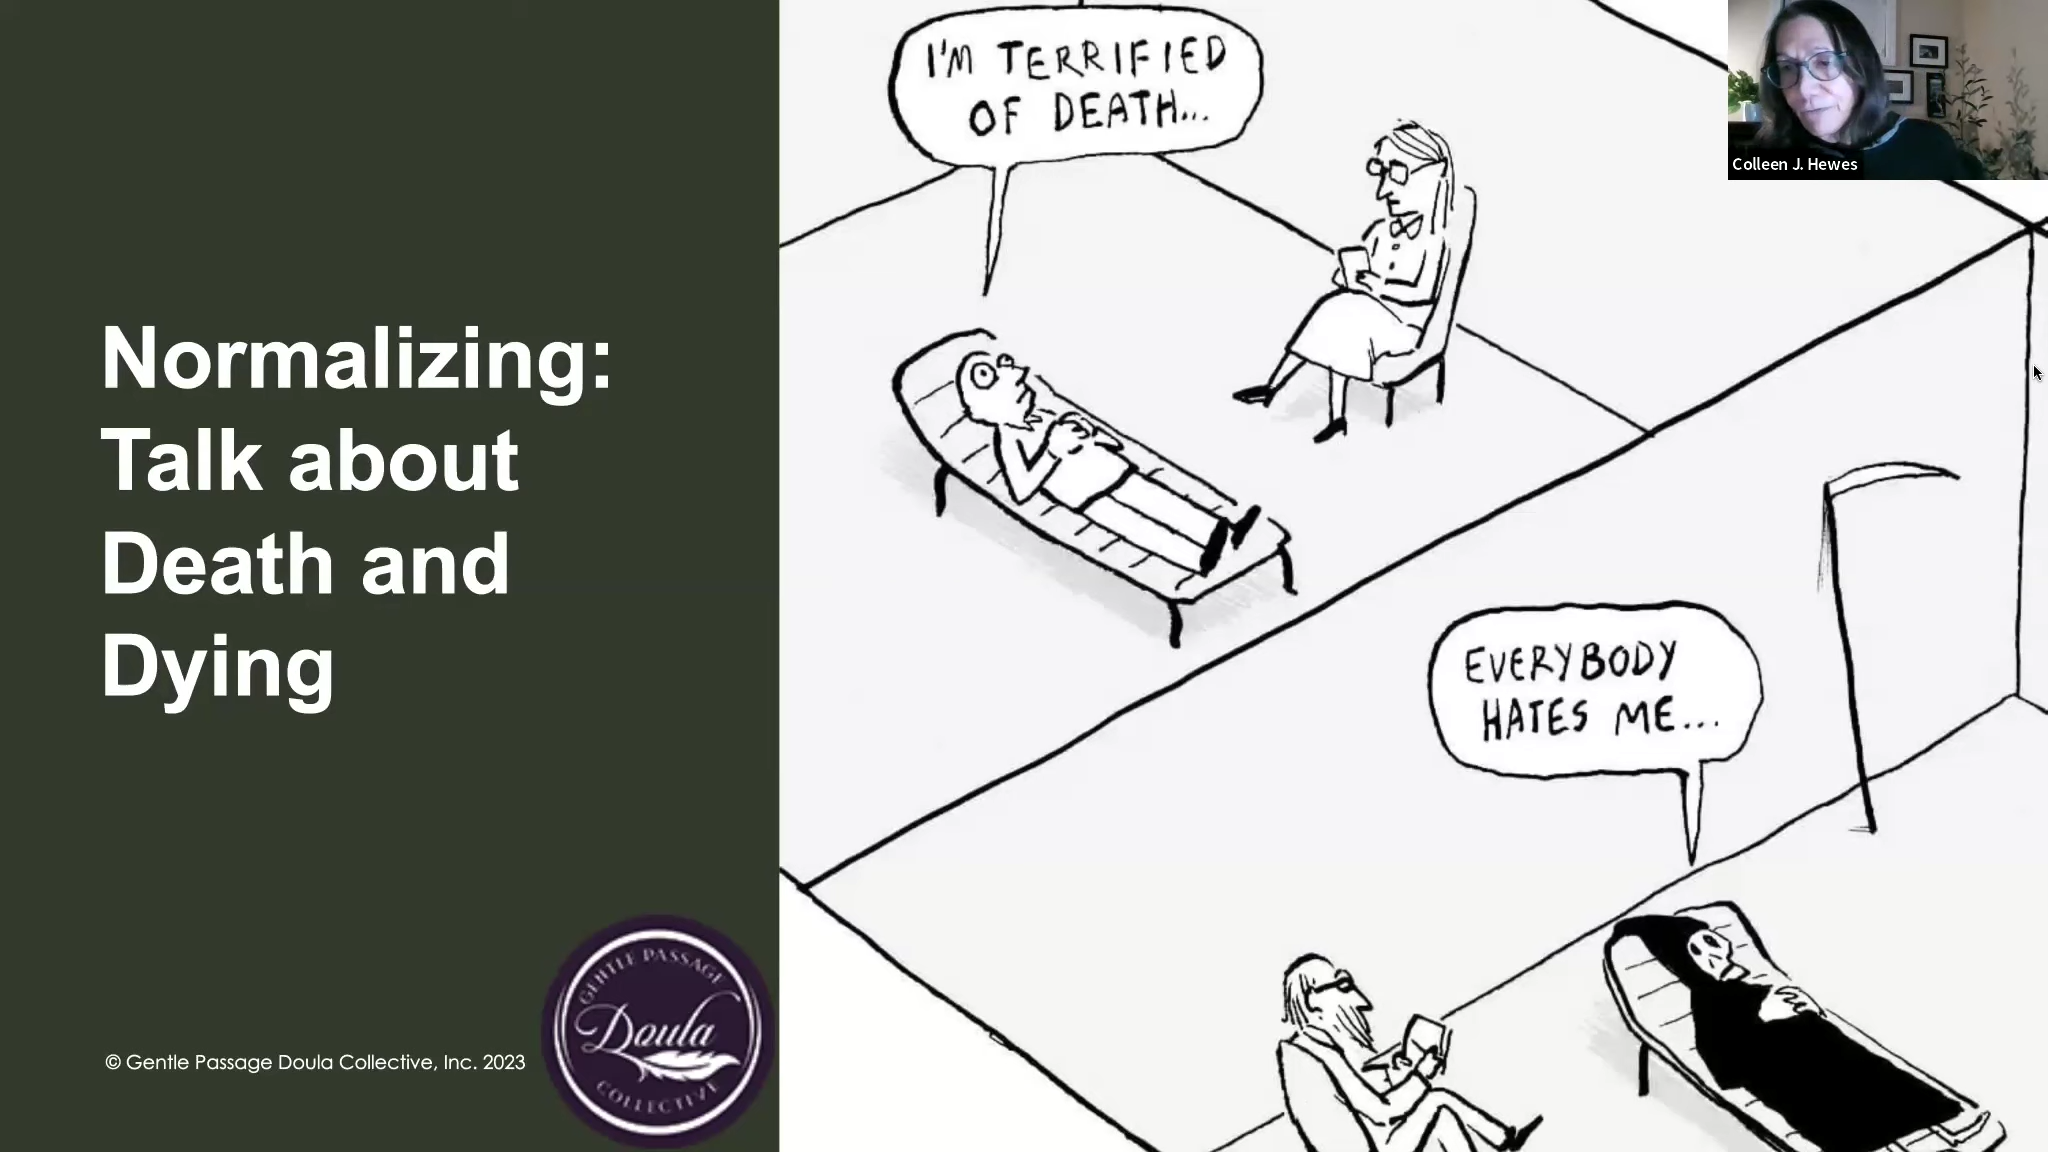 Normalizing:
Talk about
Death and
Dying
© Gentle Passage Doula Collective, Inc. 2023
GENTLE PASSAGE
Doula
COLLECTIVE
I'M TERRIFIED
OF DEATH...
EVERYBODY
HATES ME...
Colleen J. Hewes